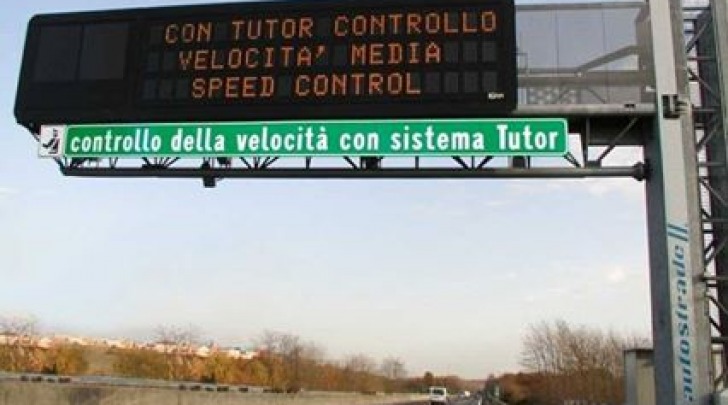 CON TUTOR CONTROLLO
VELOCITA' MEDIA
SPEED CONTROL
controllo della velocità con sistema Tutor
autostrade